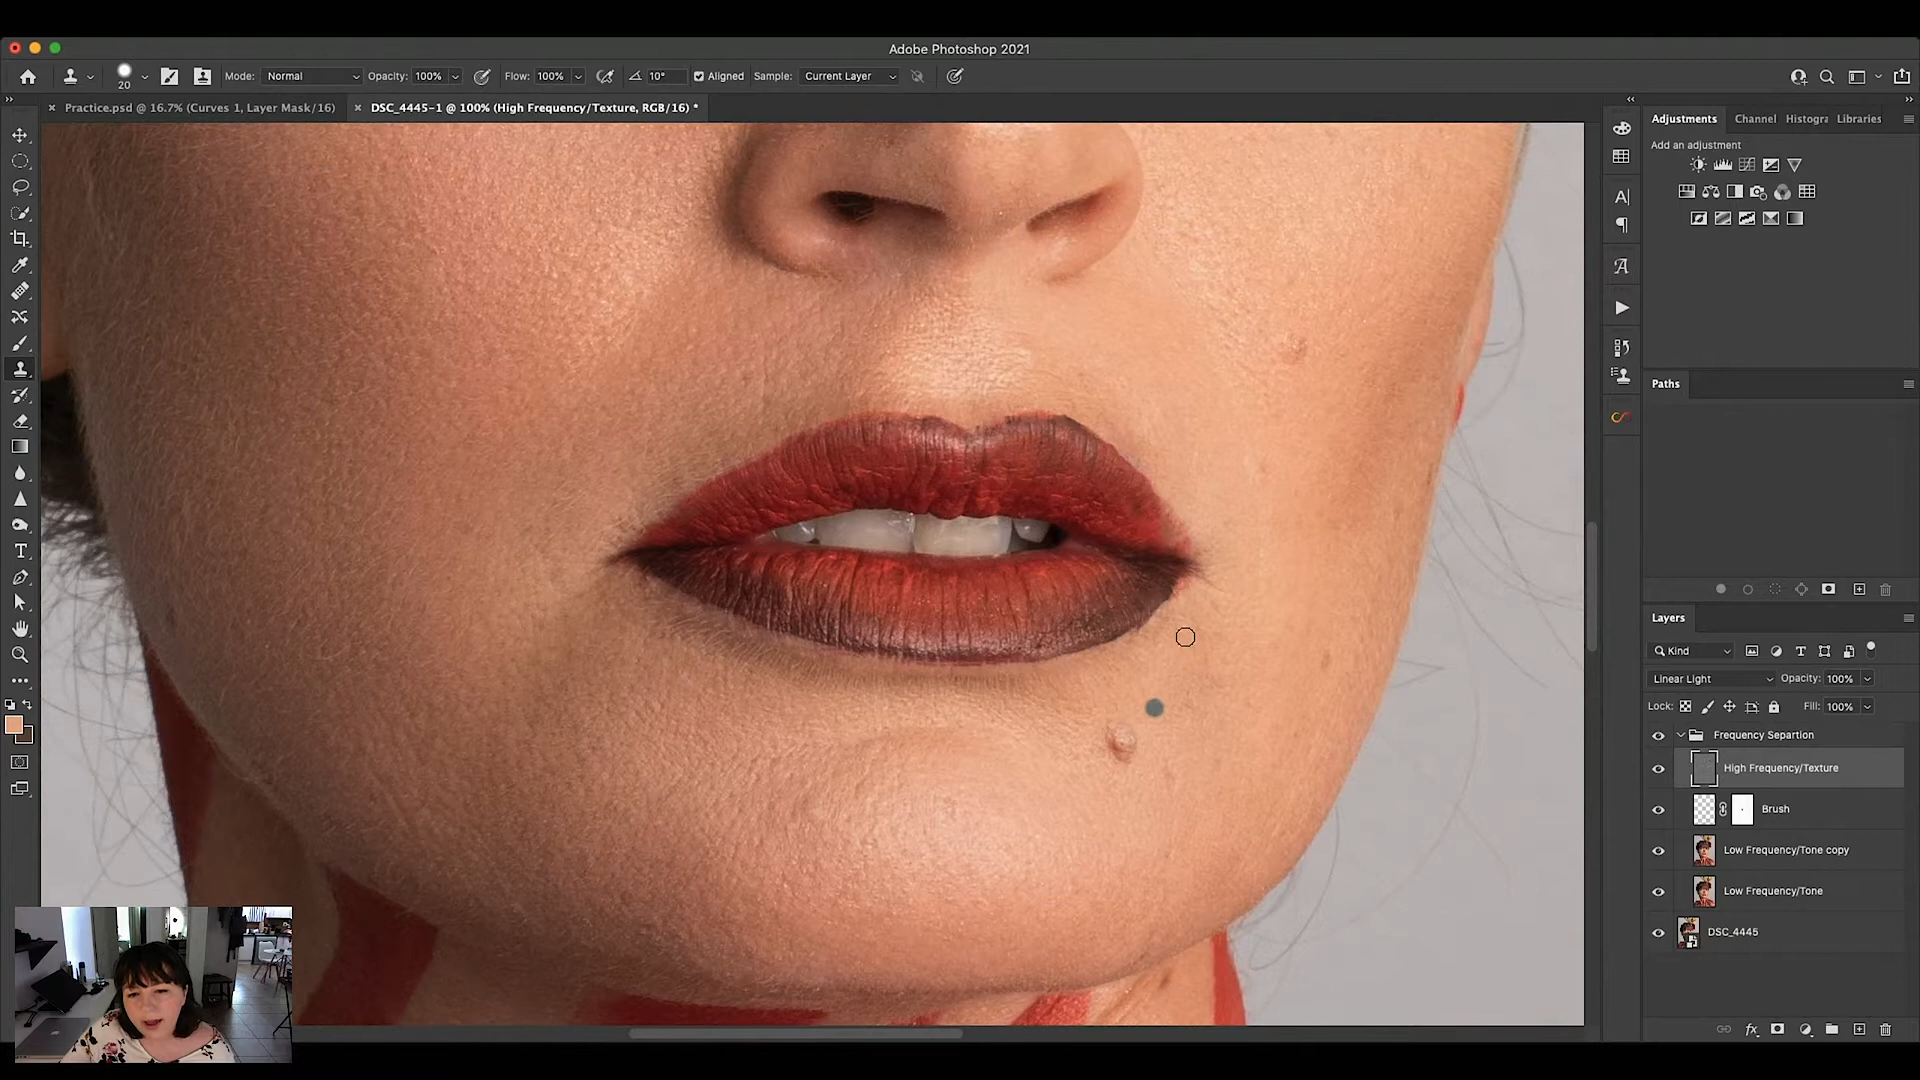 Adobe Photoshop 2021
20 Mode: Normal Opacity: 100% Flow: 100% 10° Aligned Sample: Current Layer
Practice.psd @ 16.7% (Curves 1, Layer Mask/16) DSC_4445-1 @ 100% (High Frequency/Texture, RGB/16) *
Adjustments Channel Histogra Libraries
Add an adjustment
Paths
Layers
Kind
Linear Light Opacity: 100%
Lock: Fill: 100%
Frequency Separtion
High Frequency/Texture
Brush
Low Frequency/Tone copy
Low Frequency/Tone
DSC_4445